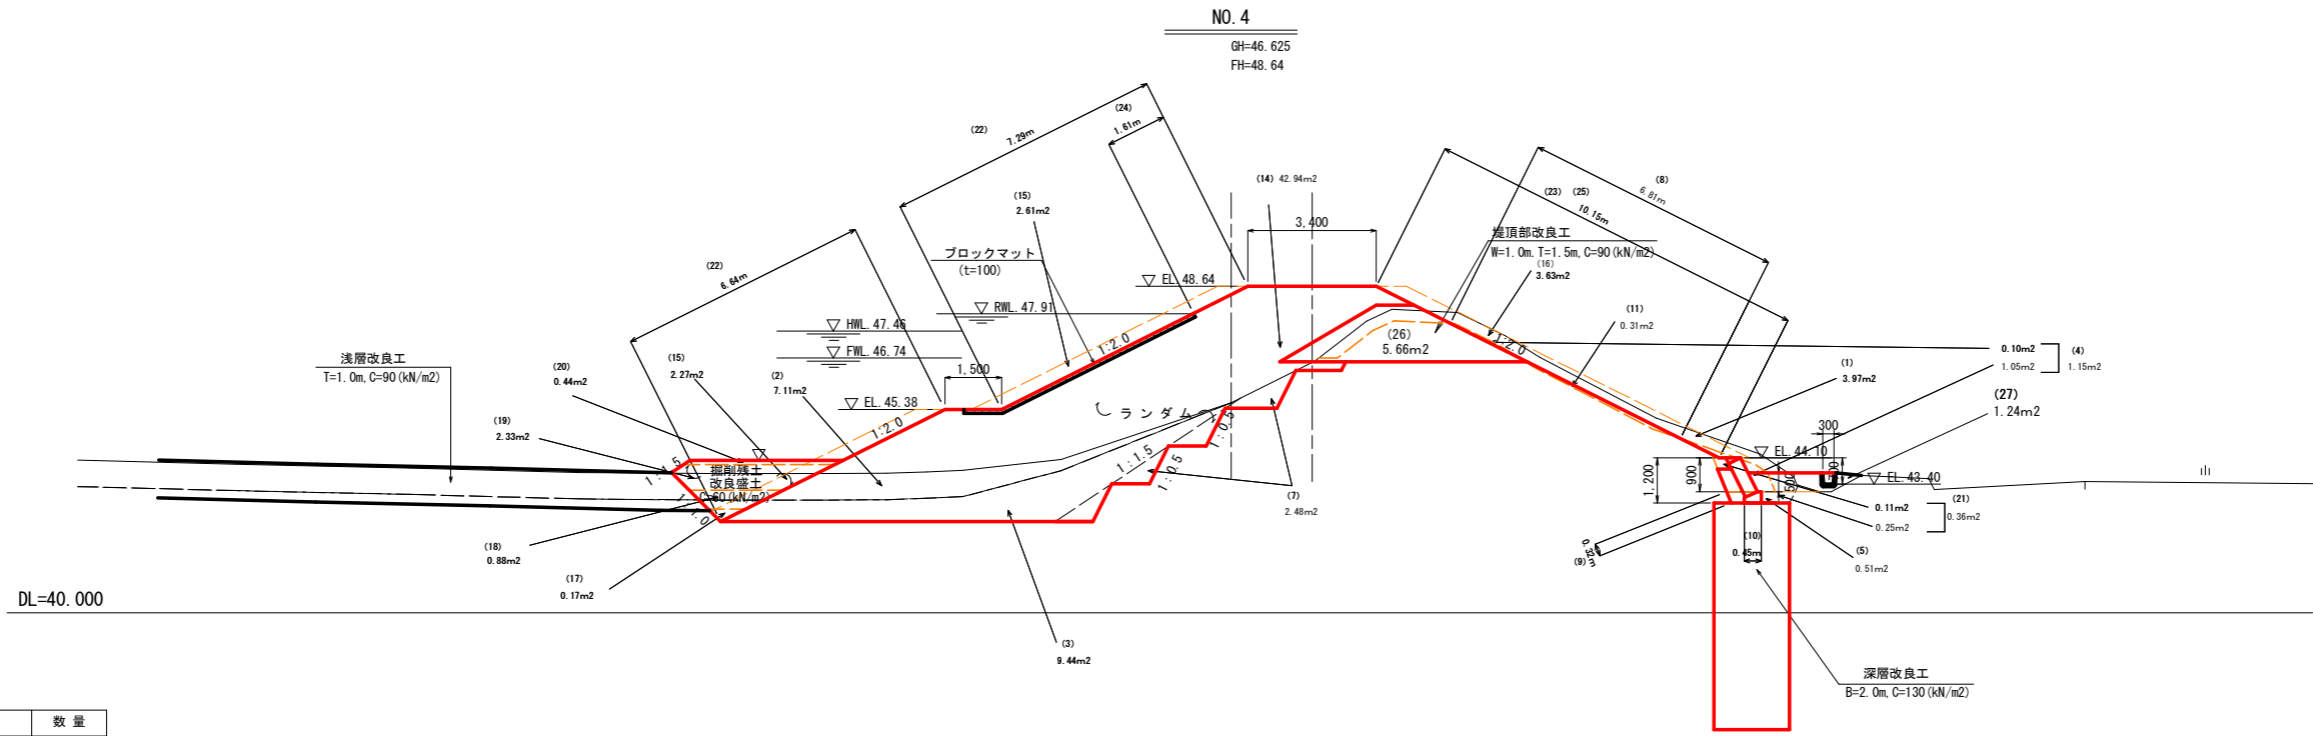 NO.4
GH=46.625
FH=48.64
(24)
1.61m
(22)
7.29m
(14) 42.94m2
(8)
6.81m
(23) (25)
10.15m
(15)
2.61m2
3,400
堤頂部改良工
W=1.0m.T=1.5m,C=90(kN/m2)
(16)
3.63m2
ブロックマット
(t=100)
(22)
6.64m
EL.48.64
RWL.47.91
HWL.47.46
FWL.46.74
1:2.0
(26)
5.66m2
1:2.0
(11)
0.31m2
0.10m2
1.05m2
(4)
1.15m2
浅層改良工
T=1.0m,C=90(kN/m2)
(20)
0.44m2
(15)
2.27m2
(2)
7.11m2
1,500
(1)
3.97m2
(27)
1.24m2
EL.45.38
ランダム
1:2.0
1:0.5
(19)
2.33m2
300
EL.44.10
1:1.5
掘削残土
改良盛土
C=60(kN/m2)
1:1.5
1:0.5
1,200
900
500
EL.43.40
1:1.0
(7)
2.48m2
0.11m2
0.25m2
(21)
0.36m2
(18)
0.88m2
0.32m
(9)
(10)
0.45m
(5)
0.51m2
(17)
0.17m2
DL=40.000
(3)
9.44m2
深層改良工
B=2.0m,C=130(kN/m2)
数量